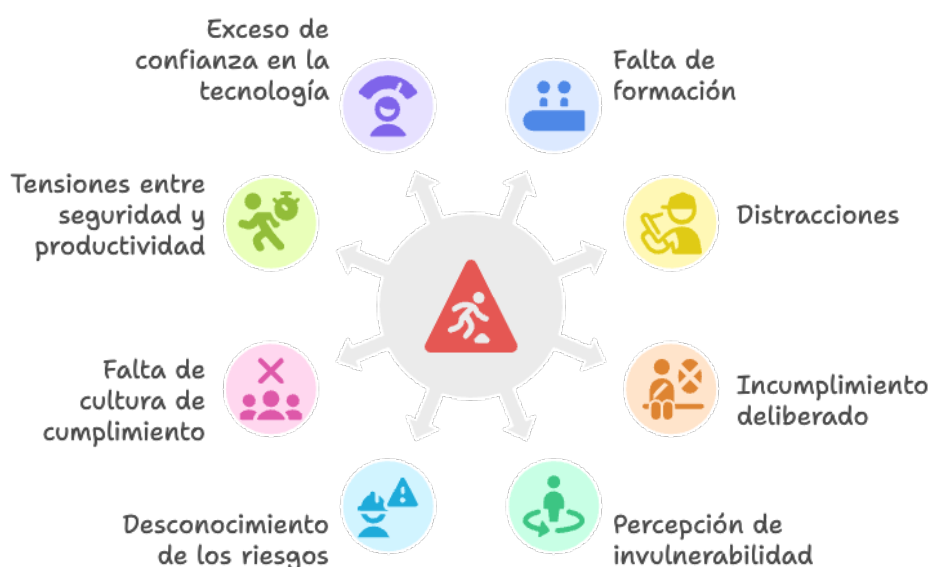 Exceso de
confianza en la
tecnología
Falta de
formación
Tensiones entre
seguridad y
productividad
Distracciones
Falta de
cultura de
cumplimiento
Incumplimiento
deliberado
Desconocimiento
de los riesgos
Percepción de
invulnerabilidad